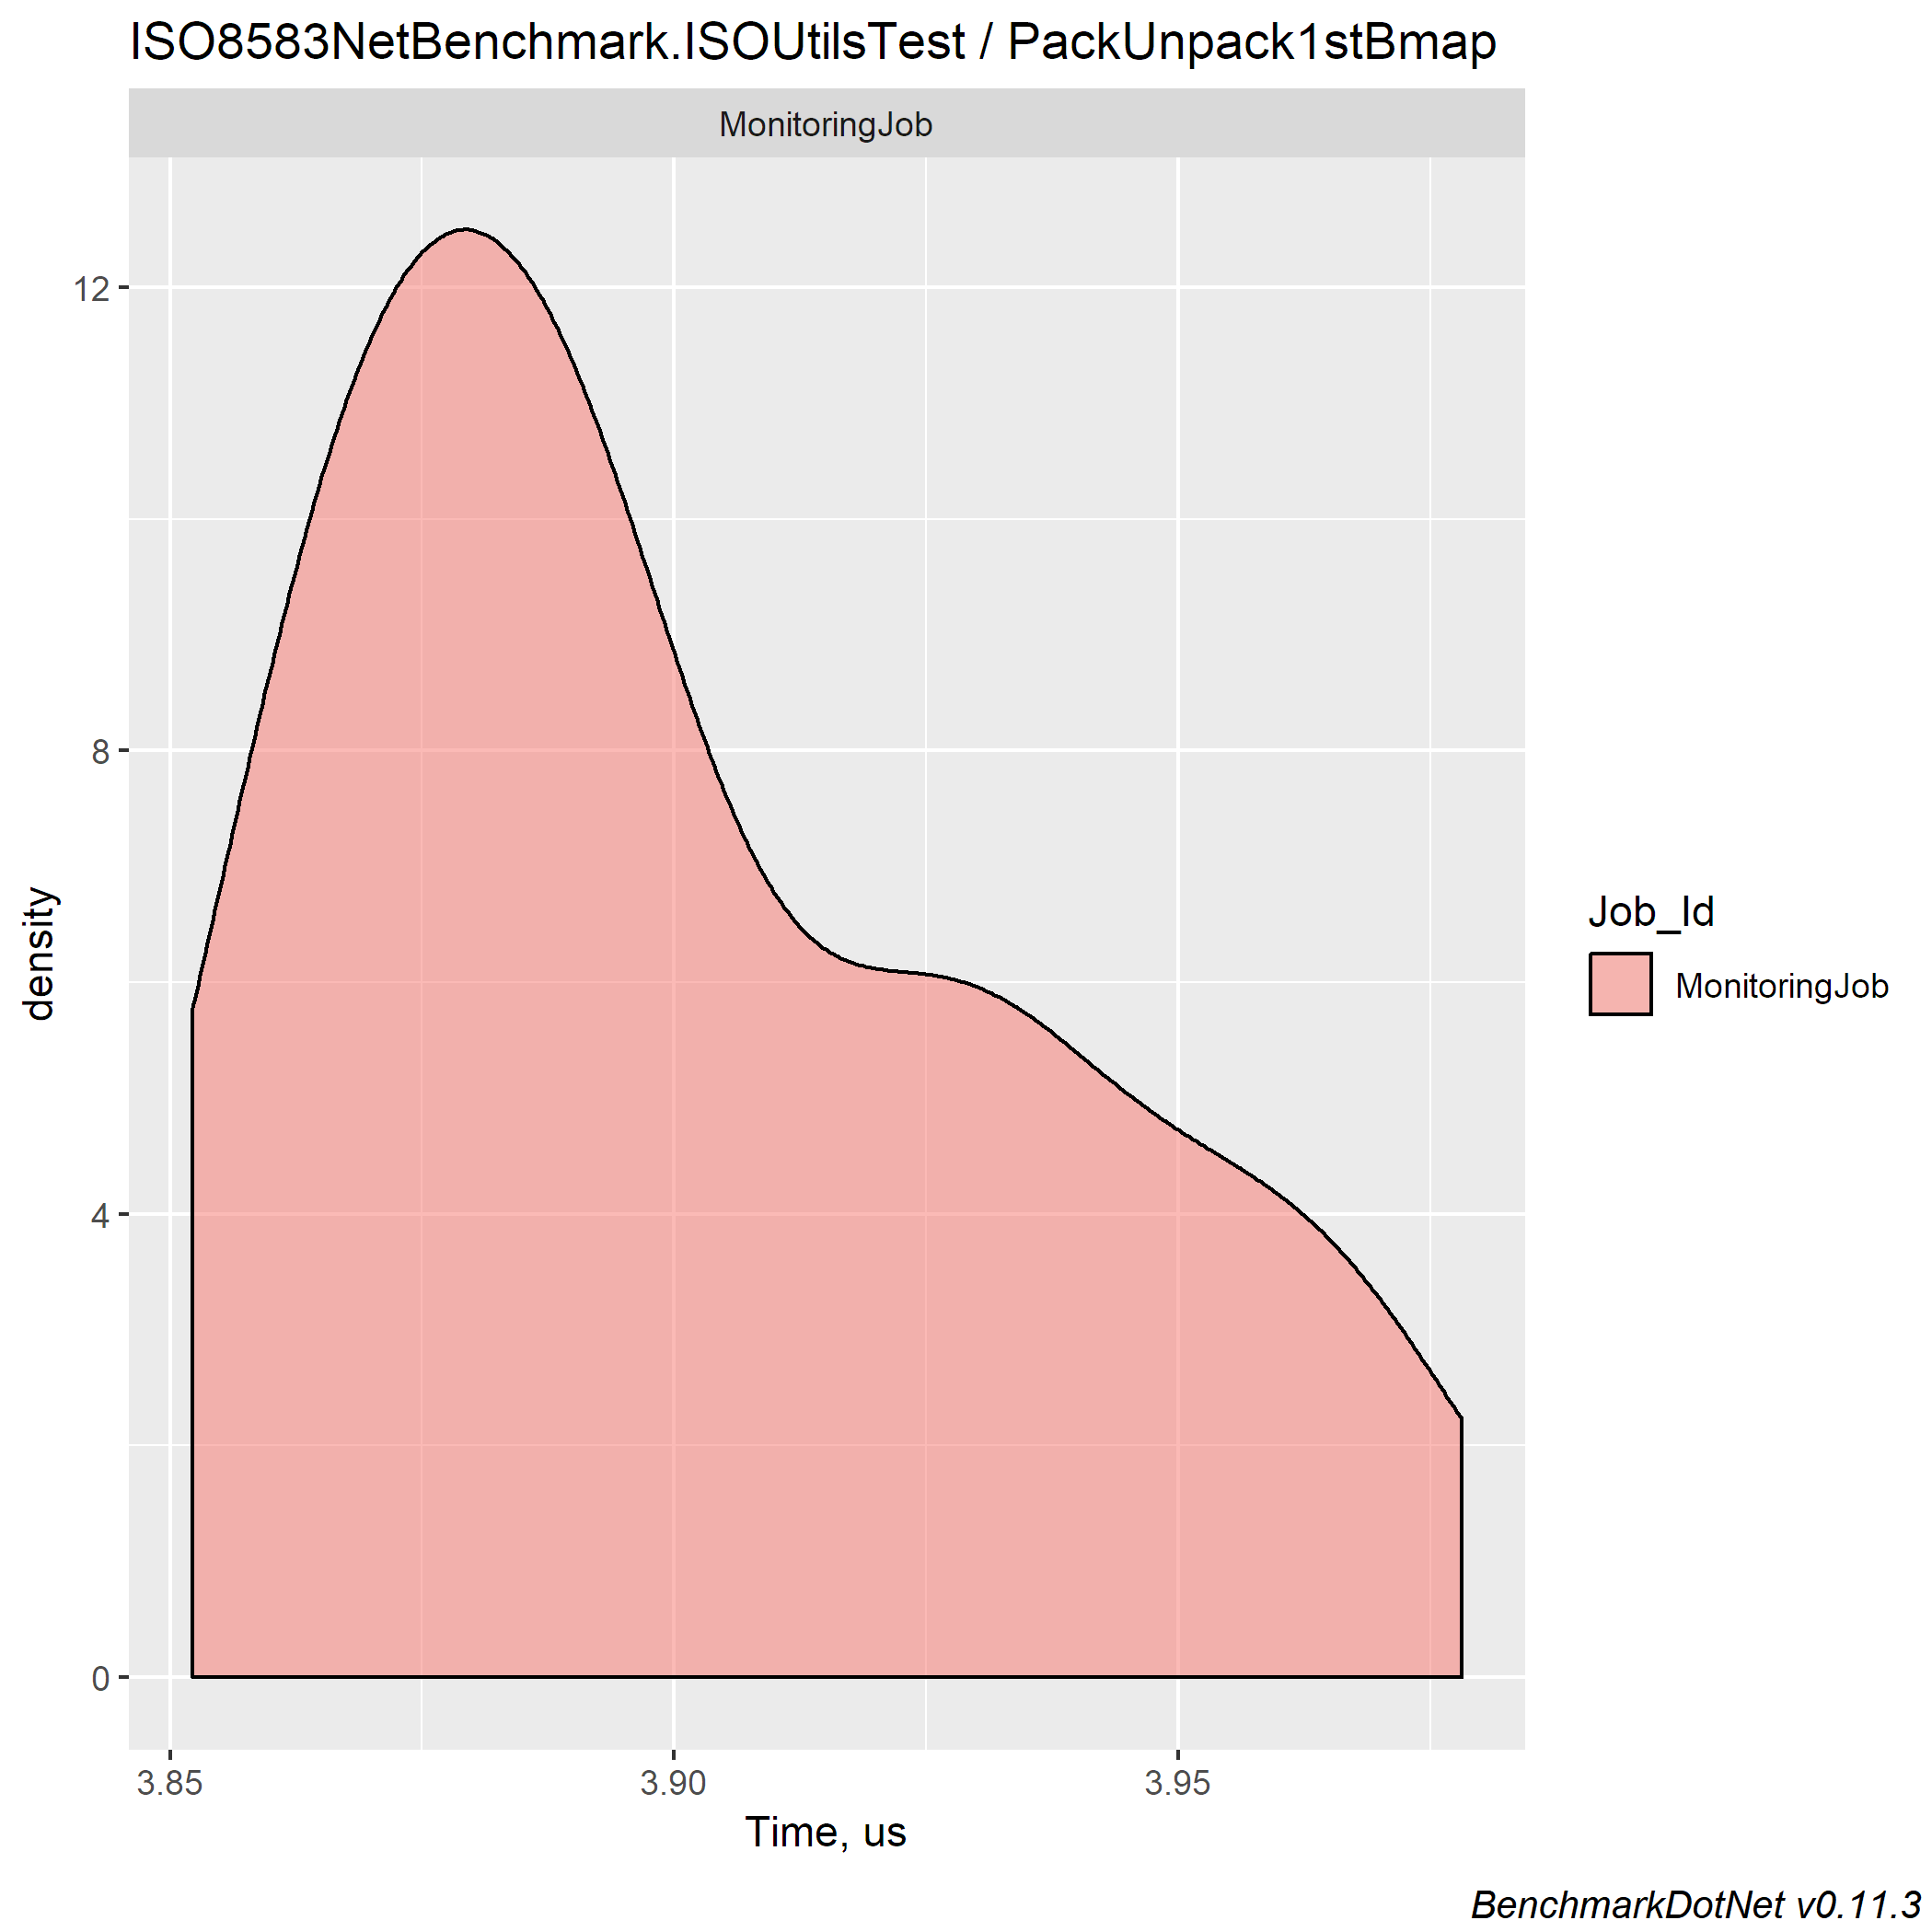 ISO8583NetBenchmark.ISOUtilsTest / PackUnpack1stBmap
MonitoringJob
12
8
4
0
density
3.85 3.90 3.95
Time, us
Job_Id
MonitoringJob
BenchmarkDotNet v0.11.3